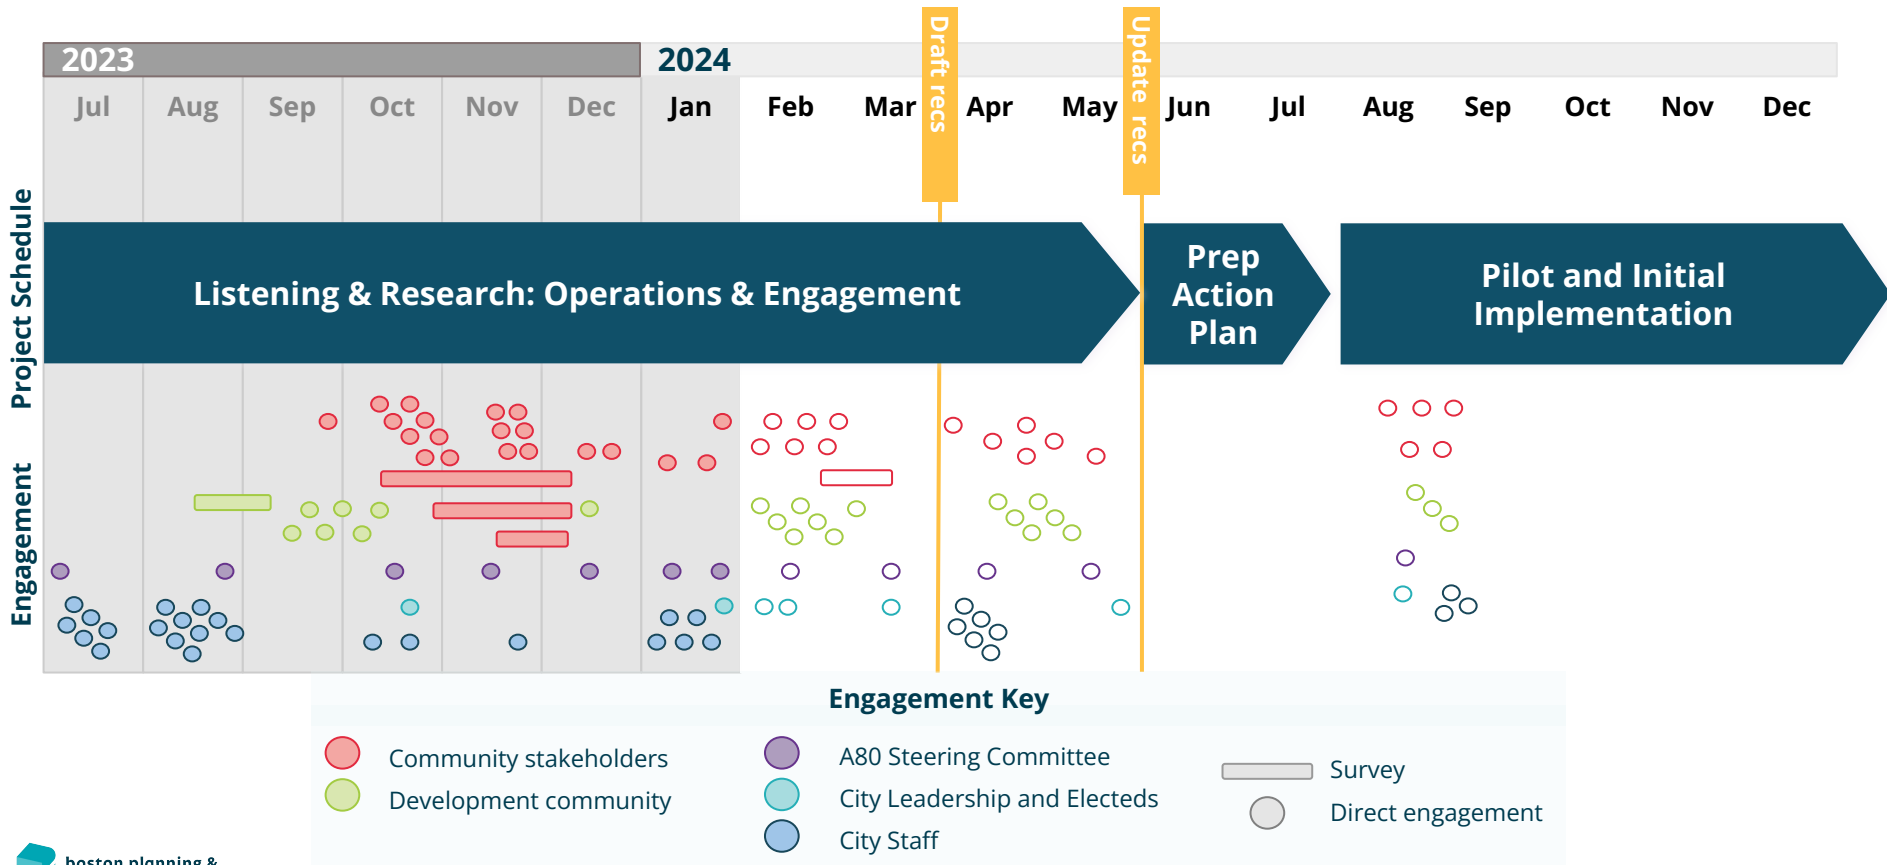 2023
2024
Jul
Aug
Sep
Oct
Nov
Dec
Jan
Feb
Mar
Apr
May
Jun
Jul
Aug
Sep
Oct
Nov
Dec
Draft recs
Update recs
Project Schedule
Listening & Research: Operations & Engagement
Prep
Action
Plan
Pilot and Initial
Implementation
Engagement
Engagement Key
Community stakeholders
Development community
A80 Steering Committee
City Leadership and Electeds
City Staff
Survey
Direct engagement
boston planning &